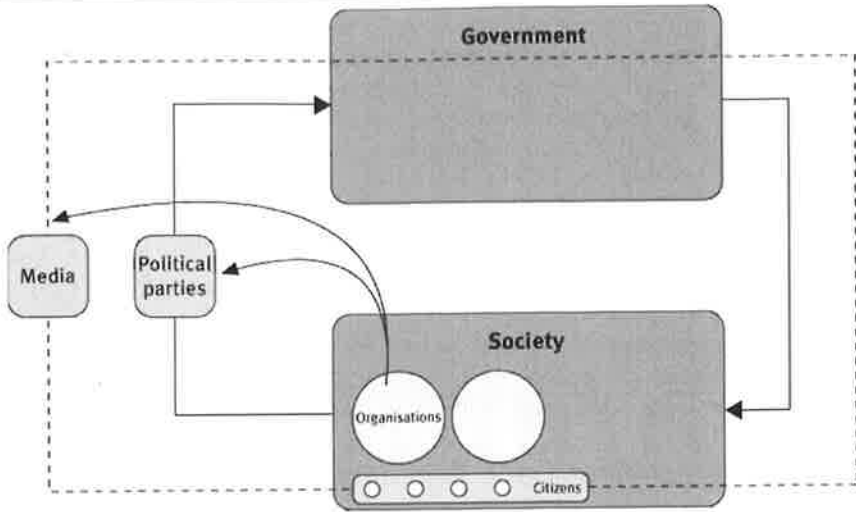 Government
Media
Political
parties
Society
Organisations
Citizens